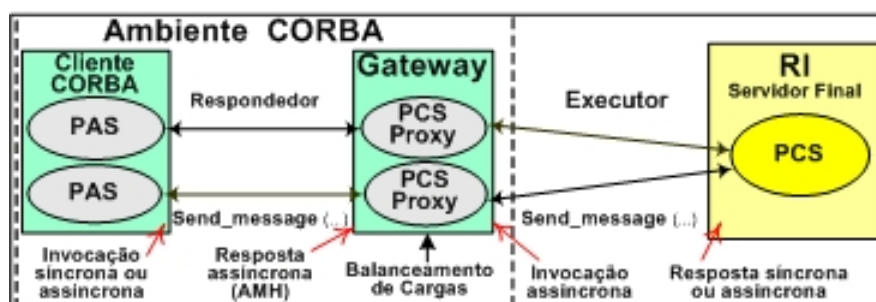 Ambiente CORBA
Cliente
CORBA
PAS
PAS
Respondedor
Send_message (...)
Gateway
PCS
Proxy
PCS
Proxy
Executor
Send_message (...)
RI
Servidor Final
PCS
Invocação
síncrona ou
assíncrona
Resposta
assíncrona
(AMH)
Balanceamento
de Cargas
Invocação
assíncrona
Resposta síncrona
ou assíncrona